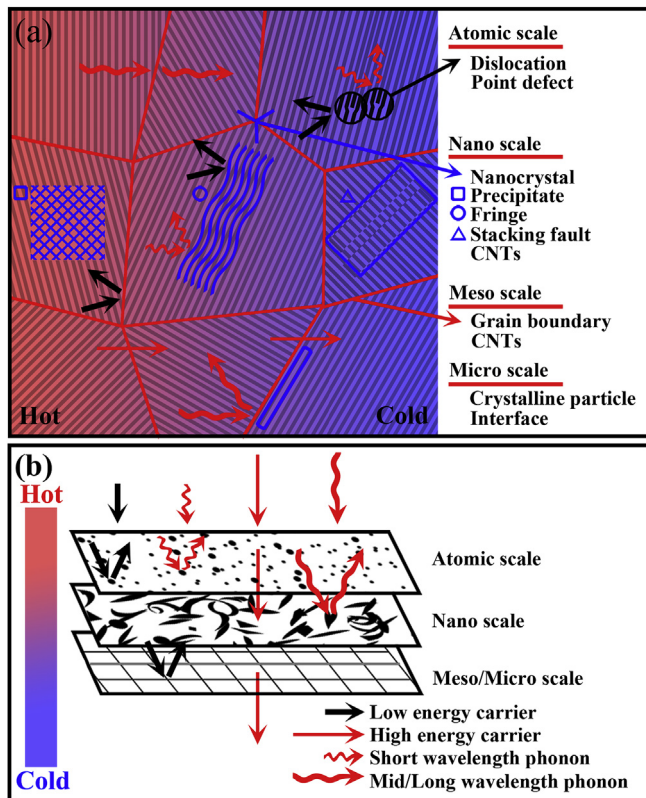 (a)
Hot
Cold
Atomic scale
Dislocation
Point defect
Nano scale
Nanocrystal
Precipitate
Fringe
Stacking fault
CNTs
Meso scale
Grain boundary
CNTs
Micro scale
Crystalline particle
Interface
(b)
Hot
Cold
Atomic scale
Nano scale
Meso/Micro scale
Low energy carrier
High energy carrier
Short wavelength phonon
Mid/Long wavelength phonon